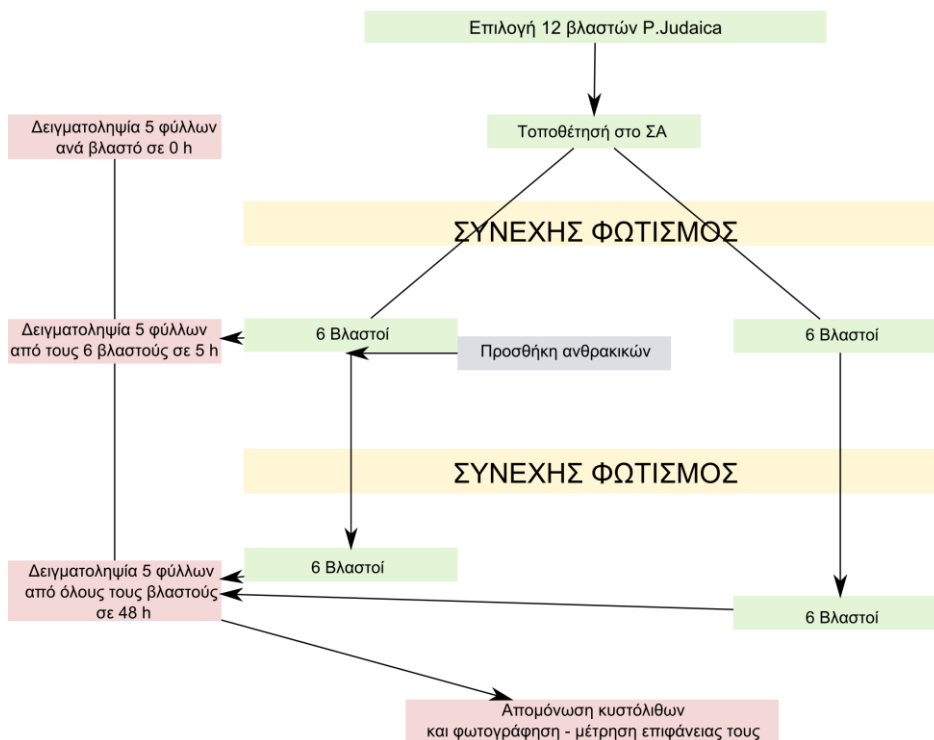 Επιλογή 12 βλαστών P.Judaica
Δειγματοληψία 5 φύλλων
ανά βλαστό σε 0 h
Τοποθέτησή στο ΣΑ
ΣΥΝΕΧΗΣ ΦΩΤΙΣΜΟΣ
Δειγματοληψία 5 φύλλων
από τους 6 βλαστούς σε 5 h
6 Βλαστοί
6 Βλαστοί
Προσθήκη ανθρακικών
ΣΥΝΕΧΗΣ ΦΩΤΙΣΜΟΣ
Δειγματοληψία 5 φύλλων
από όλους τους βλαστούς
σε 48 h
6 Βλαστοί
6 Βλαστοί
Απομόνωση κυστόλιθων
και φωτογράφηση - μέτρηση επιφάνειας τους